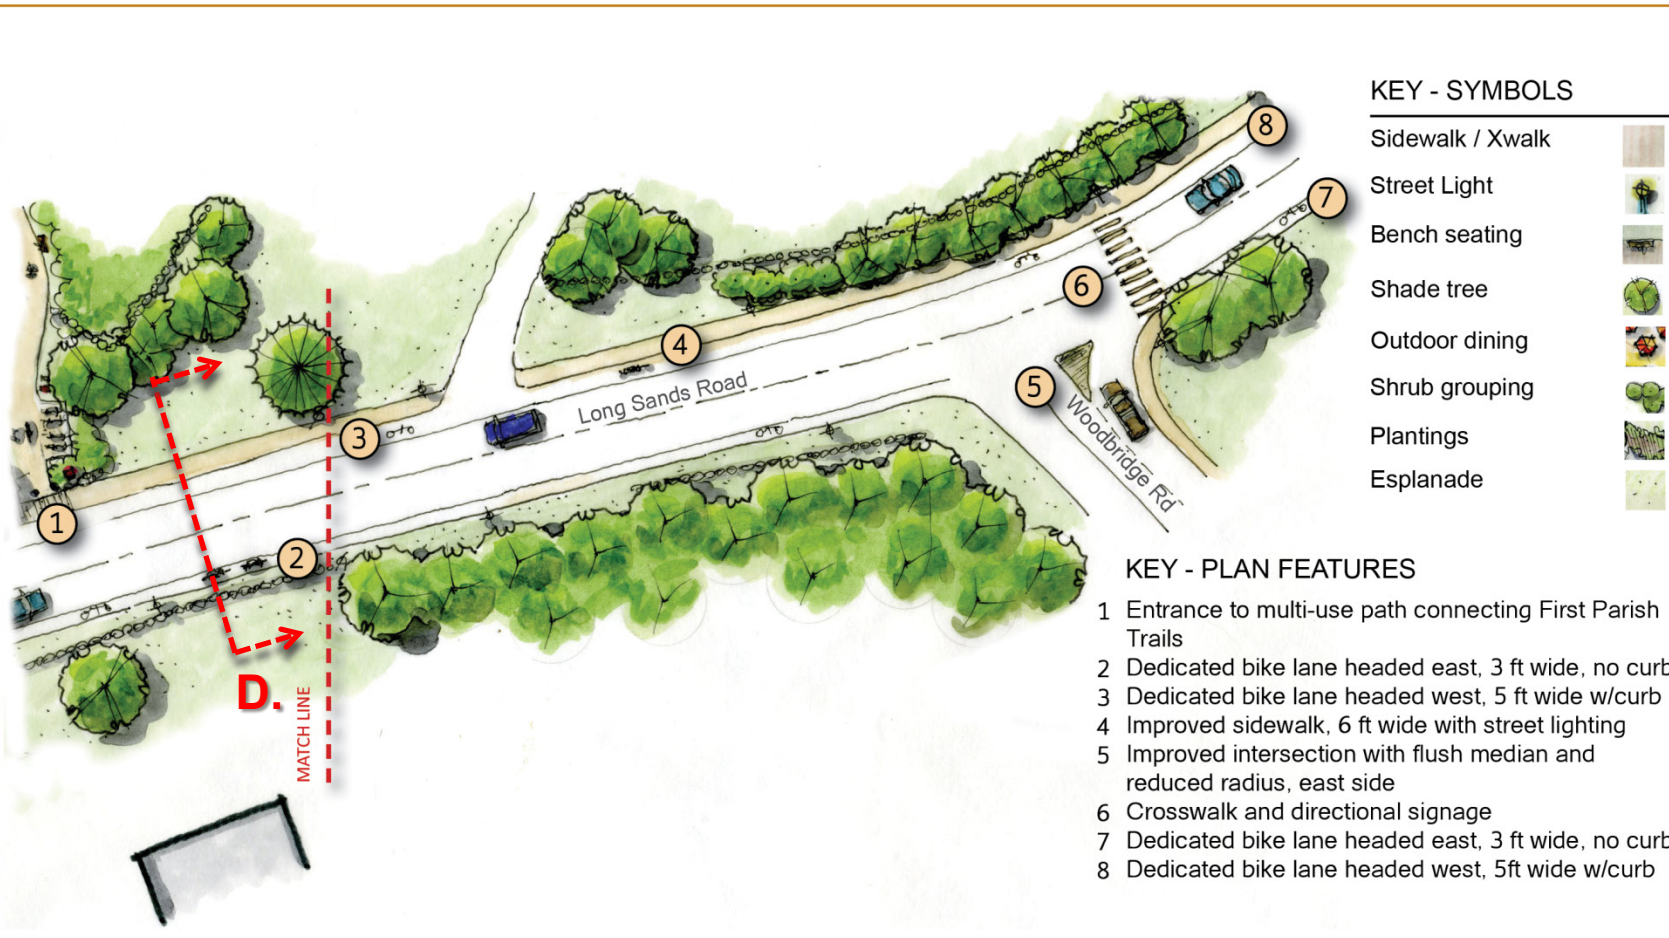 KEY - SYMBOLS
Sidewalk / Xwalk
Street Light
Bench seating
Shade tree
Outdoor dining
Shrub grouping
Plantings
Esplanade
8
7
6
4
5
3
1
2
Long Sands Road
Woodbridge Rd
D.
MATCH LINE
KEY - PLAN FEATURES
1 Entrance to multi-use path connecting First Parish
Trails
2 Dedicated bike lane headed east, 3 ft wide, no curb
3 Dedicated bike lane headed west, 5 ft wide w/curb
4 Improved sidewalk, 6 ft wide with street lighting
5 Improved intersection with flush median and
reduced radius, east side
6 Crosswalk and directional signage
7 Dedicated bike lane headed east, 3 ft wide, no curb
8 Dedicated bike lane headed west, 5ft wide w/curb